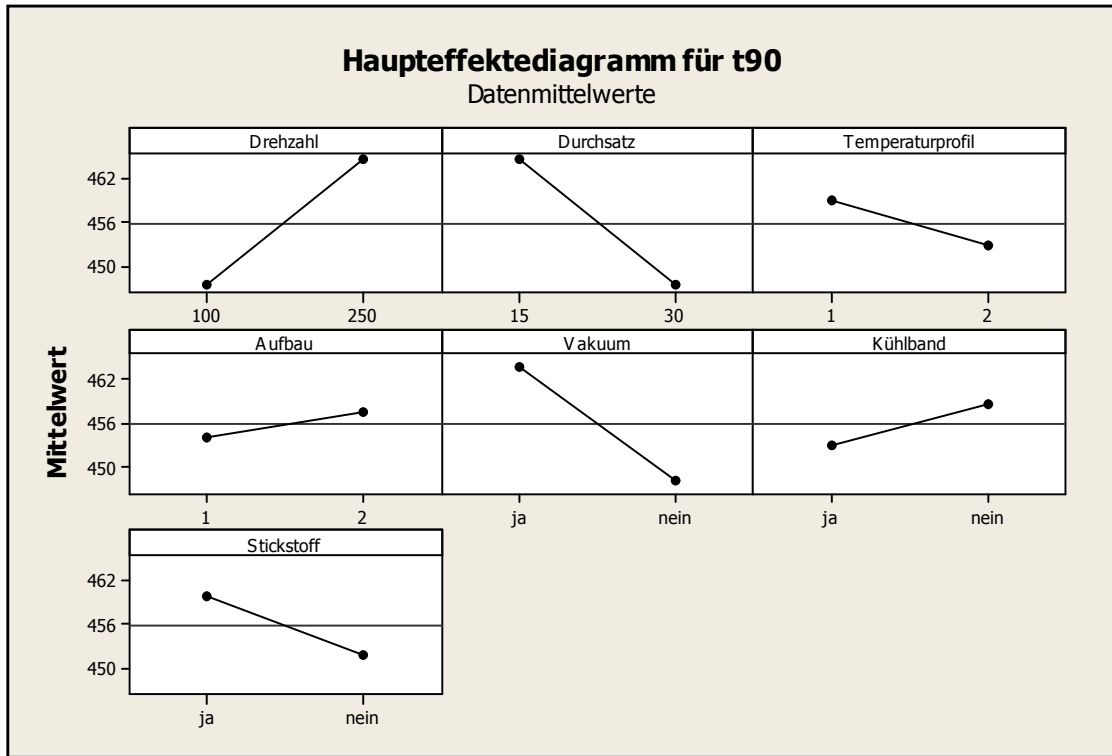 Haupteffektediagramm für t90
Datenmittelwerte
Mittelwert
Drehzahl Durchsatz Temperaturprofil
462
456
450
100 250 15 30 1 2
Aufbau Vakuum Kühlband
462
456
450
1 2 ja nein ja nein
Stickstoff
462
456
450
ja nein